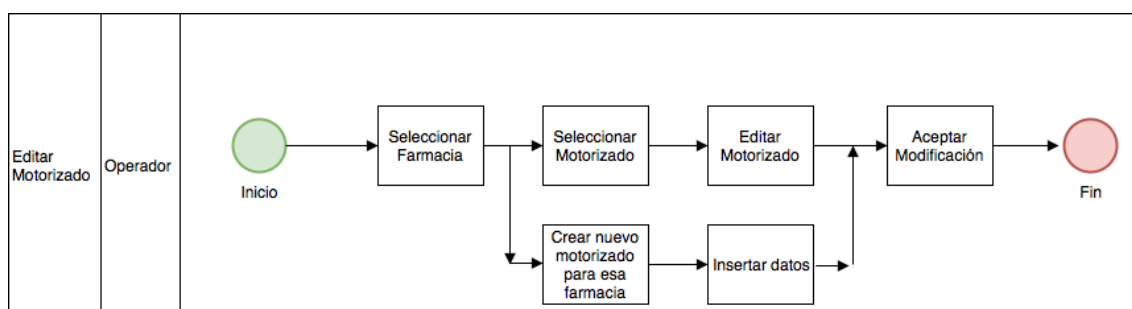 Editar
Motorizado
Operador
Inicio
Seleccionar
Farmacia
Seleccionar
Motorizado
Editar
Motorizado
Aceptar
Modificación
Fin
Crear nuevo
motorizado
para esa
farmacia
Insertar datos